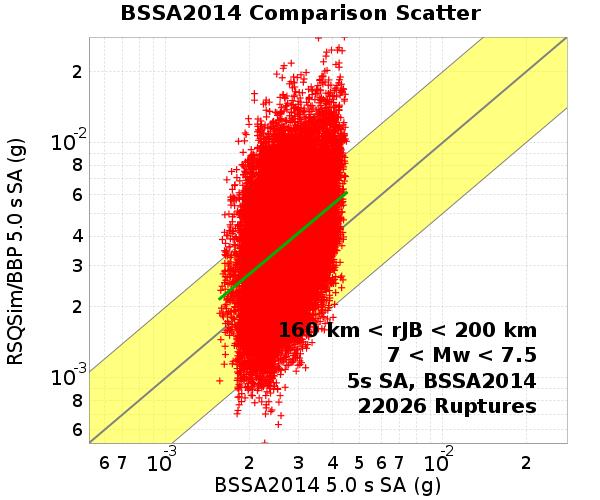 BSSA2014 Comparison Scatter
RSQSim/BBP 5.0 s SA (g)
2
10-2
8
6
4
3
2
10-3
8
6
160 km < rJB < 200 km
7 < Mw < 7.5
5s SA, BSSA2014
22026 Ruptures
6 7 10-3 2 3 4 5 6 7 10-2 2
BSSA2014 5.0 s SA (g)